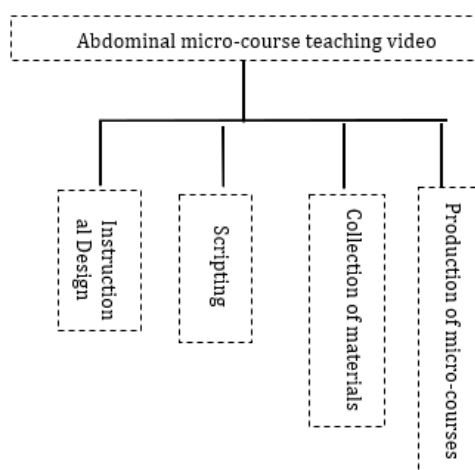 Abdominal micro-course teaching video
Instruction
al Design
Scripting
Collection of materials
Production of micro-courses